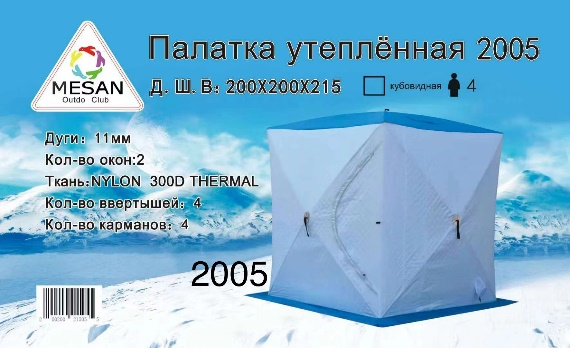 MESAN
Outdo Club
Палатка утеплённая 2005
Д. Ш. В: 200X200X215
кубовидная 4
Дуги: 11мм
Кол-во окон:2
Ткань:NYLON 300D THERMAL
Кол-во ввертышей: 4
Кол-во карманов: 4
2005